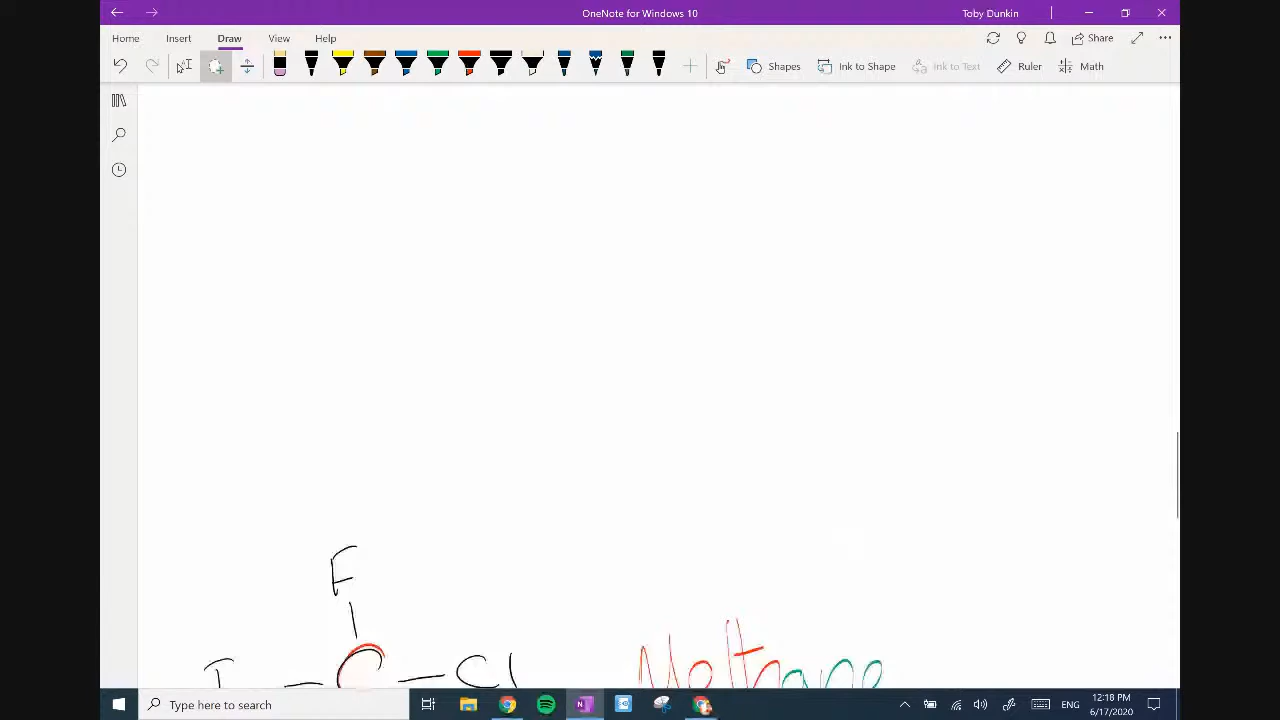 OneNote for Windows 10
Toby Dunkin
Home Insert Draw View Help
Share
Shapes Ink to Shape Ink to Text Ruler Math
F
I - C - Cl Methane
Type here to search
ENG
12:18 PM
6/17/2020